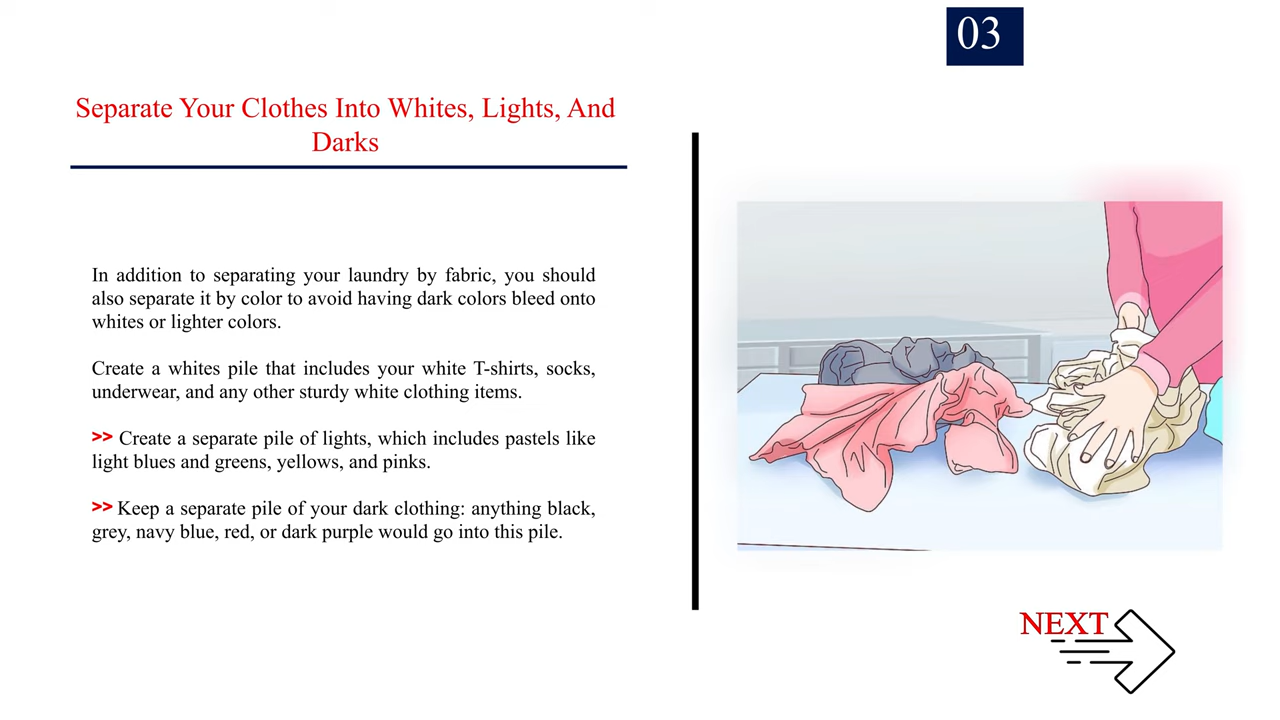 03
Separate Your Clothes Into Whites, Lights, And
Darks
In addition to separating your laundry by fabric, you should
also separate it by color to avoid having dark colors bleed onto
whites or lighter colors.
Create a whites pile that includes your white T-shirts, socks,
underwear, and any other sturdy white clothing items.
>> Create a separate pile of lights, which includes pastels like
light blues and greens, yellows, and pinks.
>> Keep a separate pile of your dark clothing: anything black,
grey, navy blue, red, or dark purple would go into this pile.
NEXT